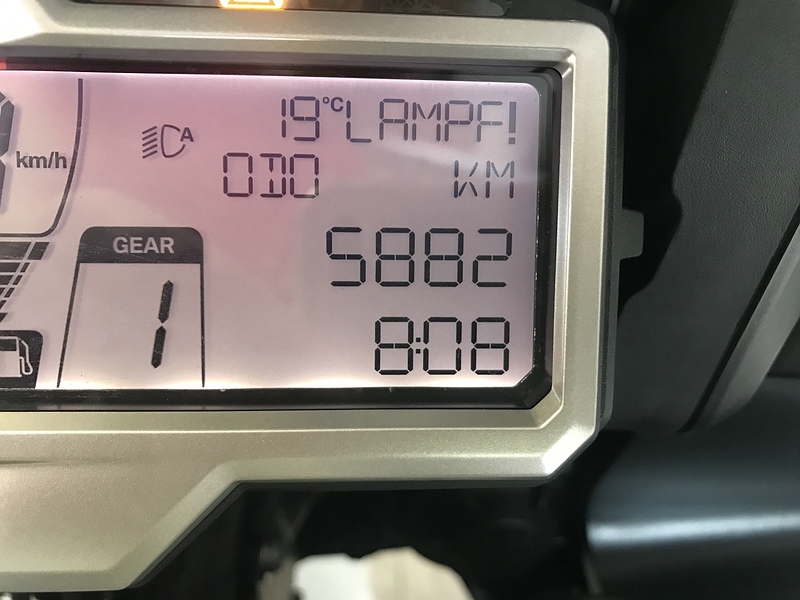 19°C LAMPF!
A
ODO KM
km/h
GEAR
5882
1
8:08